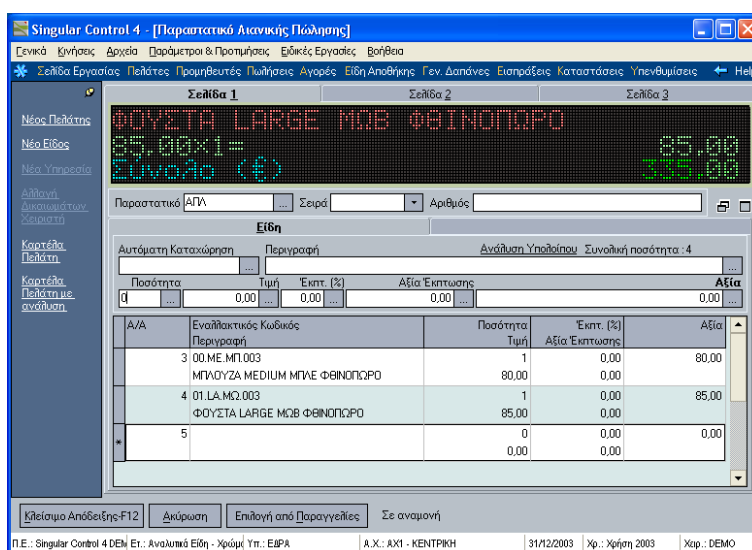 Singular Control 4 - [Παραστατικό Λιανικής Πώλησης]
Γενικά Κινήσεις Αρχεία Παράμετροι & Προτιμήσεις Ειδικές Εργασίες Βοήθεια
Σελίδα Εργασίας Πελάτες Προμηθευτές Πωλήσεις Αγορές Είδη Αποθήκης Γεν. Δαπάνες Εισπράξεις Καταστάσεις Υπενθυμίσεις Hel
Σελίδα 1 Σελίδα 2 Σελίδα 3
Νέος Πελάτης
Νέο Είδος
Νέα Υπηρεσία
Αλλαγή Δικαιωμάτων Χειριστή
Καρτέλα Πελάτη
Καρτέλα Πελάτη με ανάλυση
ΦΟΥΣΤΑ LARGE ΜΩΒ ΦΘΙΝΟΠΩΡΟ
85,00x1= 85,00
Σύνολο (€) 335,00
Παραστατικό ΑΠΛ ... Σειρά Αριθμός
Είδη
Αυτόματη Καταχώρηση Περιγραφή Ανάλυση Υπολοίπου Συνολική ποσότητα :4
... ...
Ποσότητα Τιμή Έκπτ. (%) Αξία Έκπτωσης Αξία
0 ... 0,00 ... 0,00 ... 0,00 ... 0,00 ...
Α/Α Εναλλακτικός Κωδικός Ποσότητα Έκπτ. (%) Αξία
Περιγραφή Τιμή Αξία Έκπτωσης
3 00.ΜΕ.ΜΠ.003 1 0,00 80,00
ΜΠΛΟΥΖΑ MEDIUM ΜΠΛΕ ΦΘΙΝΟΠΩΡΟ 80,00 0,00
4 01.LA.ΜΩ.003 1 0,00 85,00
ΦΟΥΣΤΑ LARGE ΜΩΒ ΦΘΙΝΟΠΩΡΟ 85,00 0,00
* 5 0 0,00 0,00
0,00 0,00
Κλείσιμο Απόδειξης-F12 Ακύρωση Επιλογή από Παραγγελίες Σε αναμονή
Π.Ε.: Singular Control 4 DEM Ετ.: Αναλυτικά Είδη - Χρώμα Υπ.: ΕΔΡΑ Α.Χ.: ΑΧ1 - ΚΕΝΤΡΙΚΗ 31/12/2003 Χρ.: Χρήση 2003 Χειρ.: DEMO